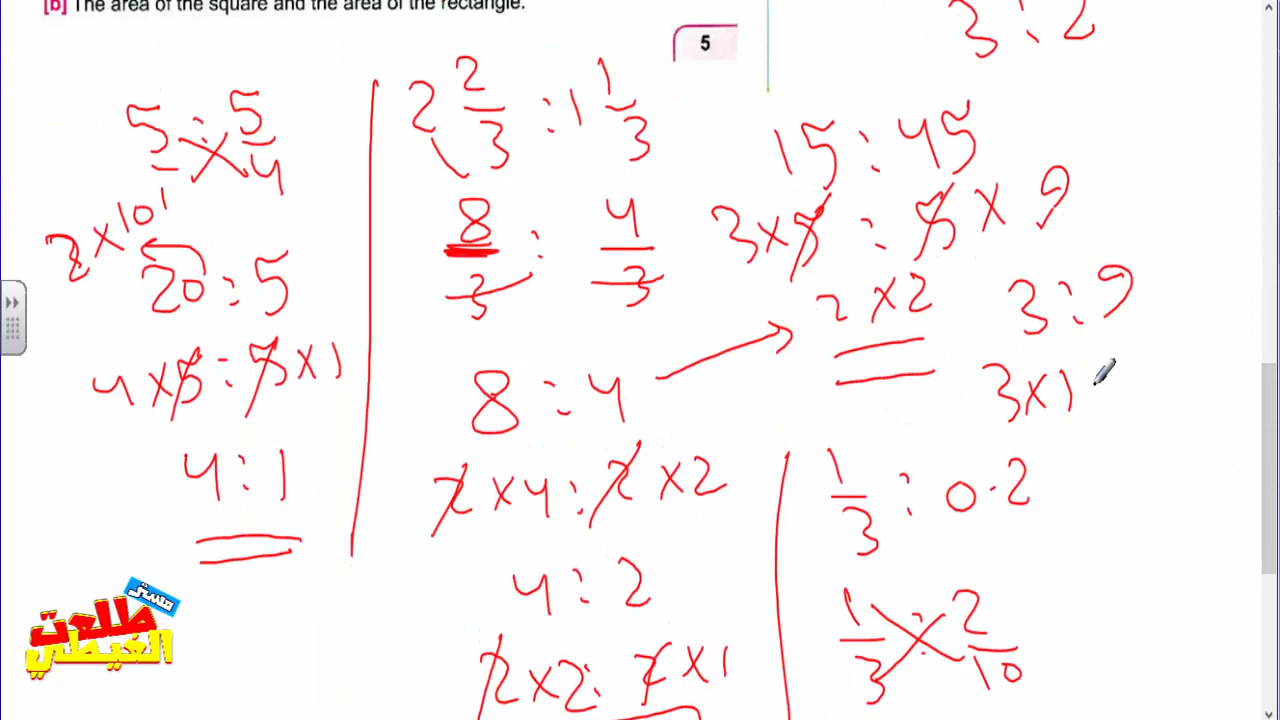 [b] The area of the square and the area of the rectangle.
5
3 : 2
5 : 5/4
2 × 10 1
20 : 5
4 × 5 : 5 × 1
4 : 1
2 2/3 : 1 1/3
8/3 : 4/3
8 : 4
2 × 4 : 2 × 2
4 : 2
2 × 2 : 2 × 1
15 : 45
3 × 5 : 5 × 9
2 × 2
3 : 9
3 × 1
1/3 : 0.2
1/3 : 2/10
مستر
طلعت
الغيطي